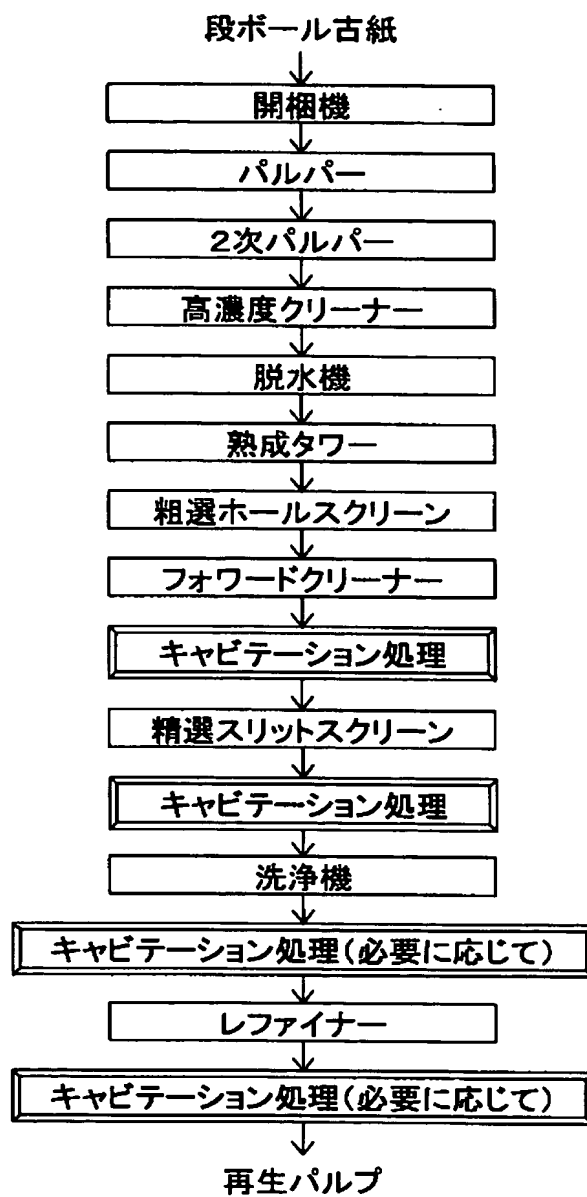 段ボール古紙
開梱機
パルパー
2次パルパー
高濃度クリーナー
脱水機
熟成タワー
粗選ホールスクリーン
フォワードクリーナー
キャビテーション処理
精選スリットスクリーン
キャビテーション処理
洗浄機
キャビテーション処理(必要に応じて)
レファイナー
キャビテーション処理(必要に応じて)
再生パルプ